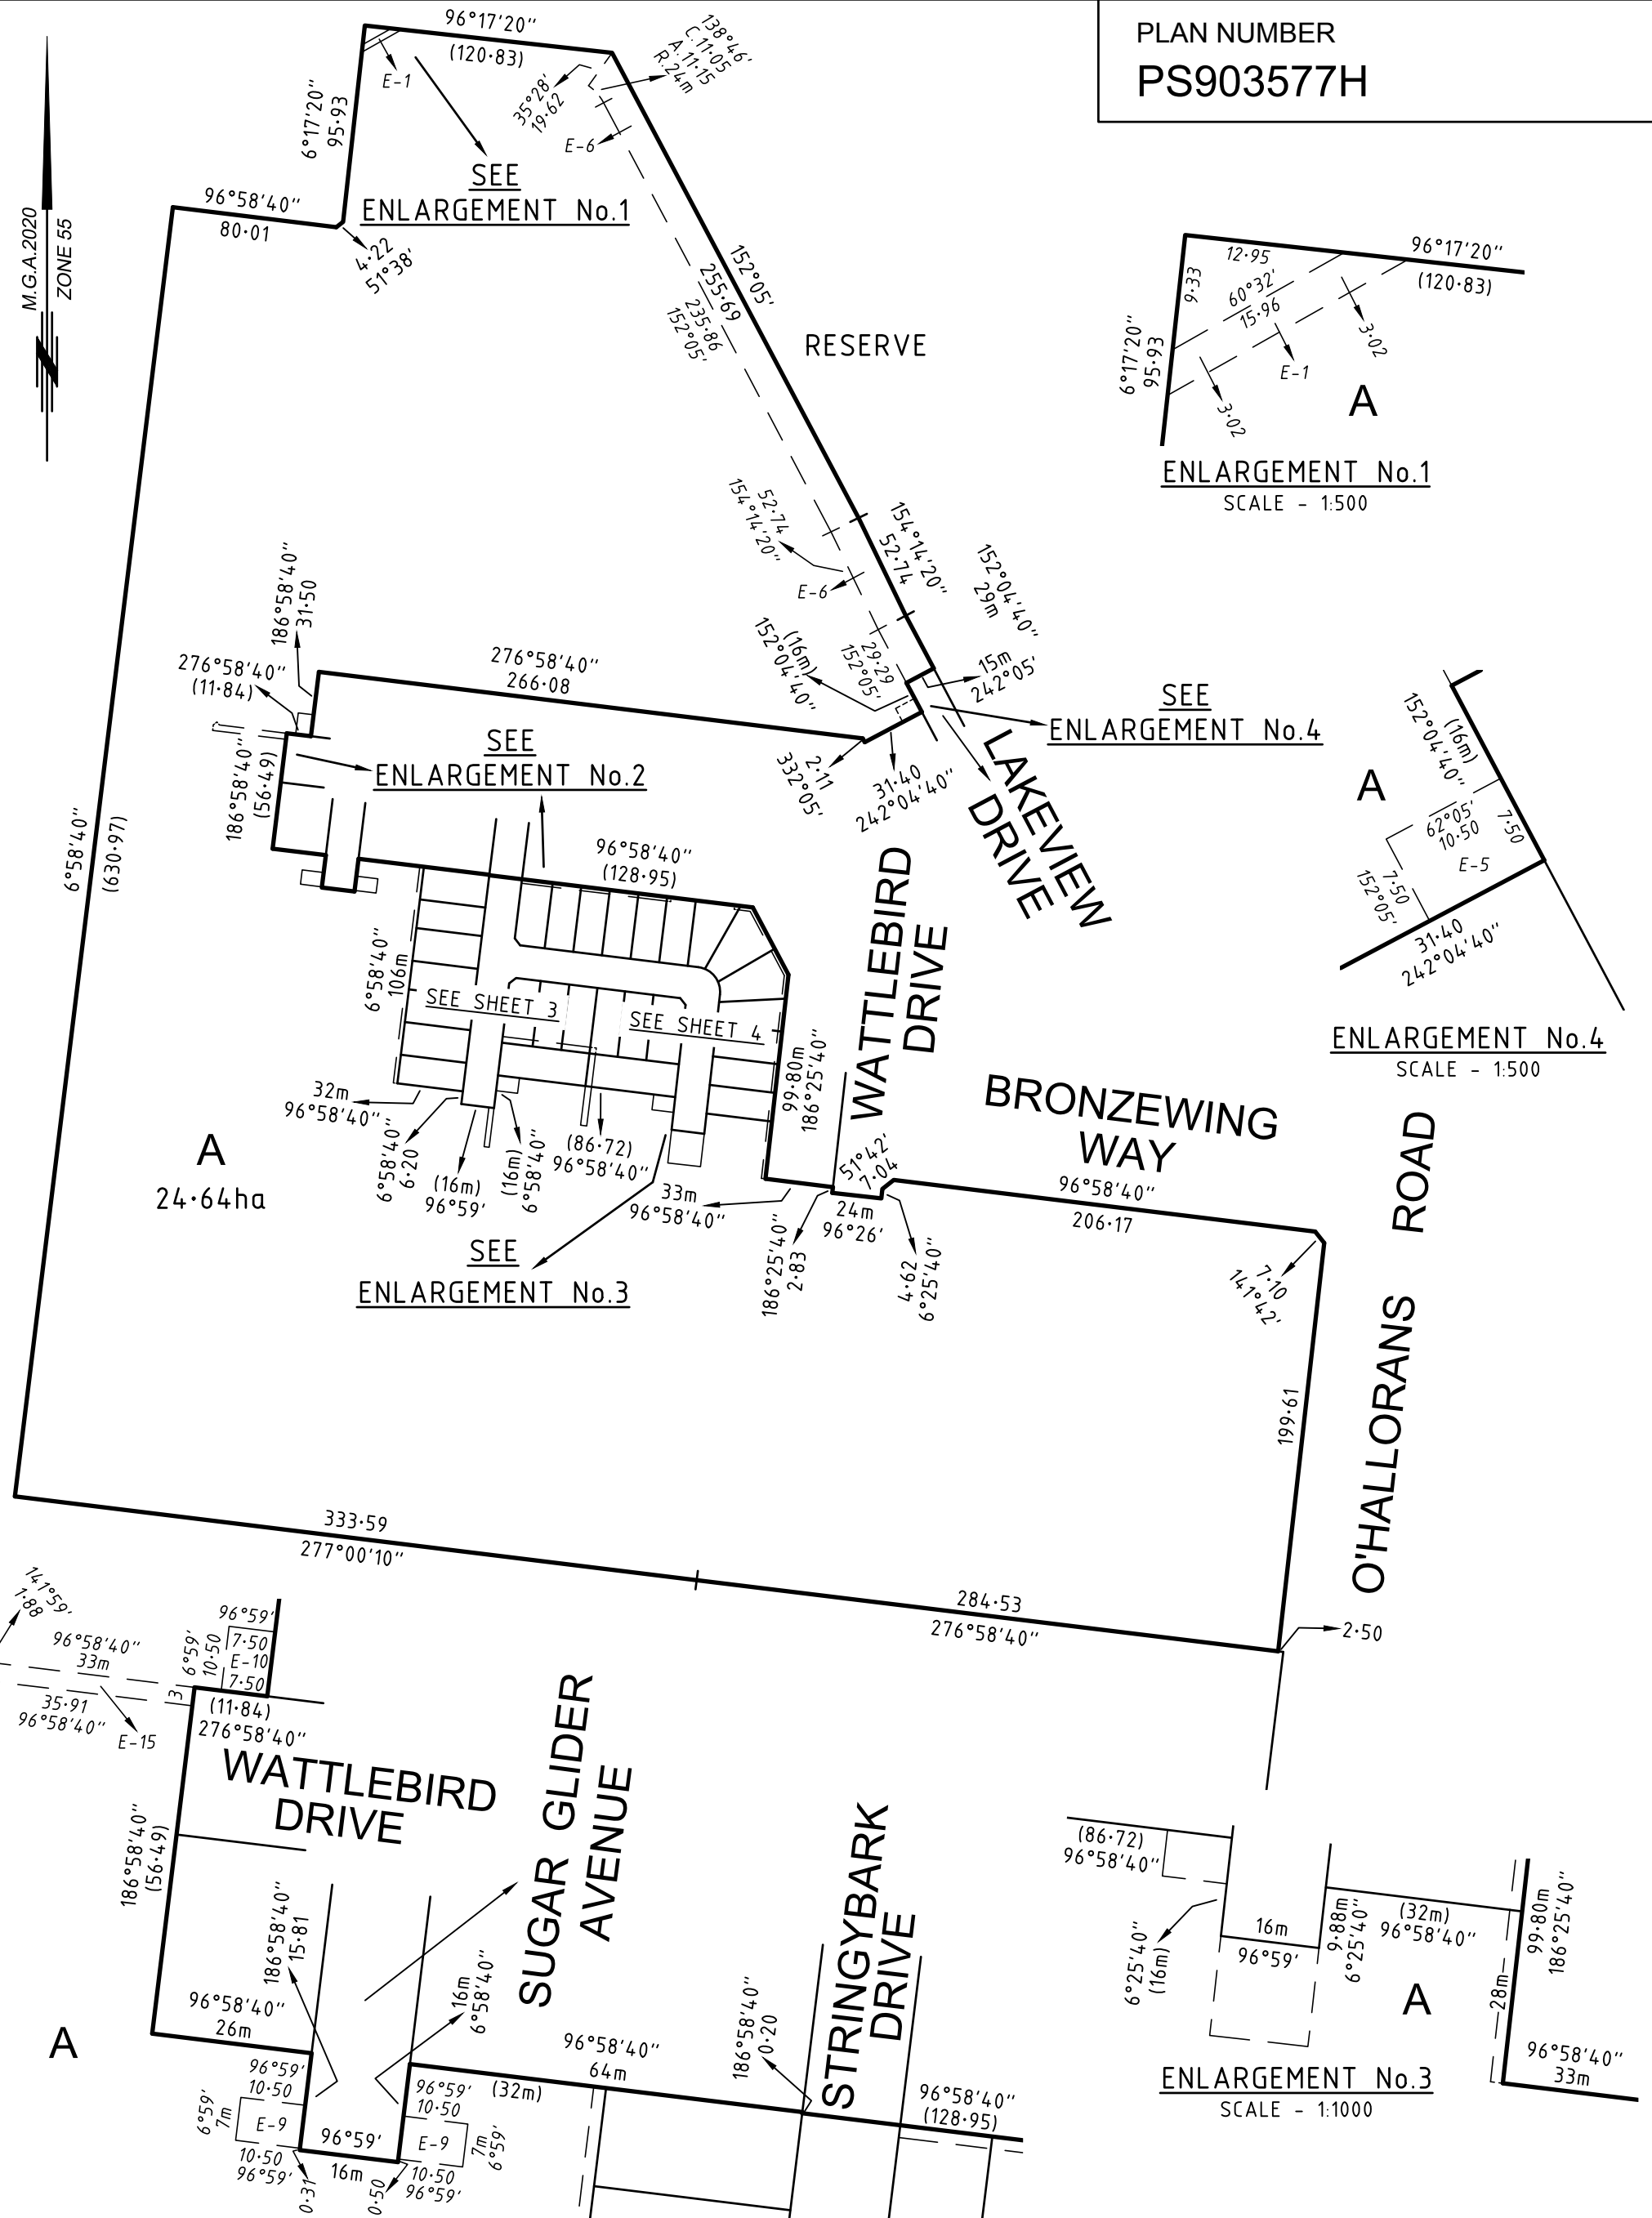 PLAN NUMBER
PS903577H
M.G.A.2020
ZONE 55
96°17'20"
(120·83)
6°17'20"
95·93
E-1
SEE
ENLARGEMENT No.1
35°28'
19·62
138°46'
C.11·05
A.11·15
R.24m
E-6
96°58'40"
80·01
4·22
51°38'
152°05'
255·69
235·86
152°05'
RESERVE
96°17'20"
(120·83)
12·95
9·33
60°32'
15·96
6°17'20"
95·93
3·02
E-1
3·02
A
ENLARGEMENT No.1
SCALE - 1:500
52·74
154°14'20"
154°14'20"
52·74
E-6
152°04'40"
29m
(16m)
152°04'40"
29·29
152°05'
15m
242°05'
SEE
ENLARGEMENT No.4
186°58'40"
31·50
276°58'40"
(11·84)
276°58'40"
266·08
186°58'40"
(56·49)
SEE
ENLARGEMENT No.2
2·11
332°05'
31·40
242°04'40"
LAKEVIEW
DRIVE
(16m)
152°04'40"
A
62°05'
10·50
7·50
E-5
7·50
152°05'
31·40
242°04'40"
ENLARGEMENT No.4
SCALE - 1:500
6°58'40"
(630·97)
96°58'40"
(128·95)
6°58'40"
106m
SEE SHEET 3
SEE SHEET 4
WATTLEBIRD
DRIVE
99·80m
186°25'40"
BRONZEWING
WAY
O'HALLORANS ROAD
32m
96°58'40"
6°58'40"
6·20
(16m)
96°59'
(16m)
6°58'40"
(86·72)
96°58'40"
33m
96°58'40"
51°42'
7·04
24m
96°26'
186°25'40"
2·83
4·62
6°25'40"
96°58'40"
206·17
7·10
141°42'
199·61
A
24·64ha
SEE
ENLARGEMENT No.3
333·59
277°00'10"
284·53
276°58'40"
2·50
141°59'
1·88
96°58'40"
33m
35·91
96°58'40"
E-15
3
6°59'
10·50
96°59'
7·50
E-10
7·50
(11·84)
276°58'40"
WATTLEBIRD
DRIVE
SUGAR GLIDER
AVENUE
STRINGYBARK
DRIVE
186°58'40"
(56·49)
186°58'40"
15·81
96°58'40"
26m
16m
6°58'40"
A
96°59'
10·50
6°59'
7m
E-9
10·50
96°59'
0·31
96°59'
16m
0·50
96°59'
10·50
E-9
7m
6°59'
10·50
96°59'
(32m)
96°58'40"
64m
186°58'40"
0·20
96°58'40"
(128·95)
(86·72)
96°58'40"
6°25'40"
(16m)
16m
96°59'
9·88m
6°25'40"
(32m)
96°58'40"
99·80m
186°25'40"
28m
A
96°58'40"
33m
ENLARGEMENT No.3
SCALE - 1:1000